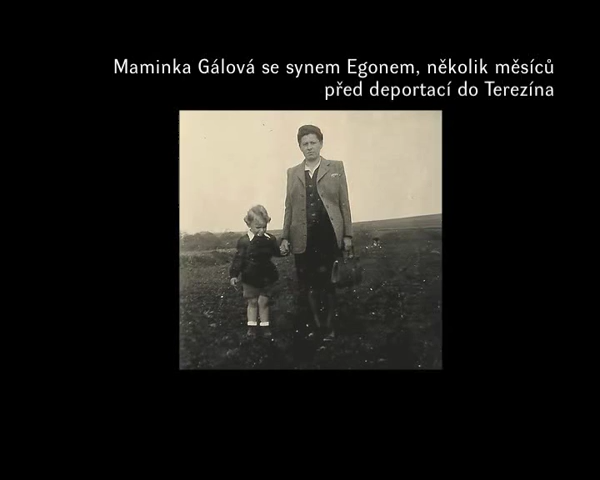 Maminka Gálová se synem Egonem, několik měsíců
před deportací do Terezína